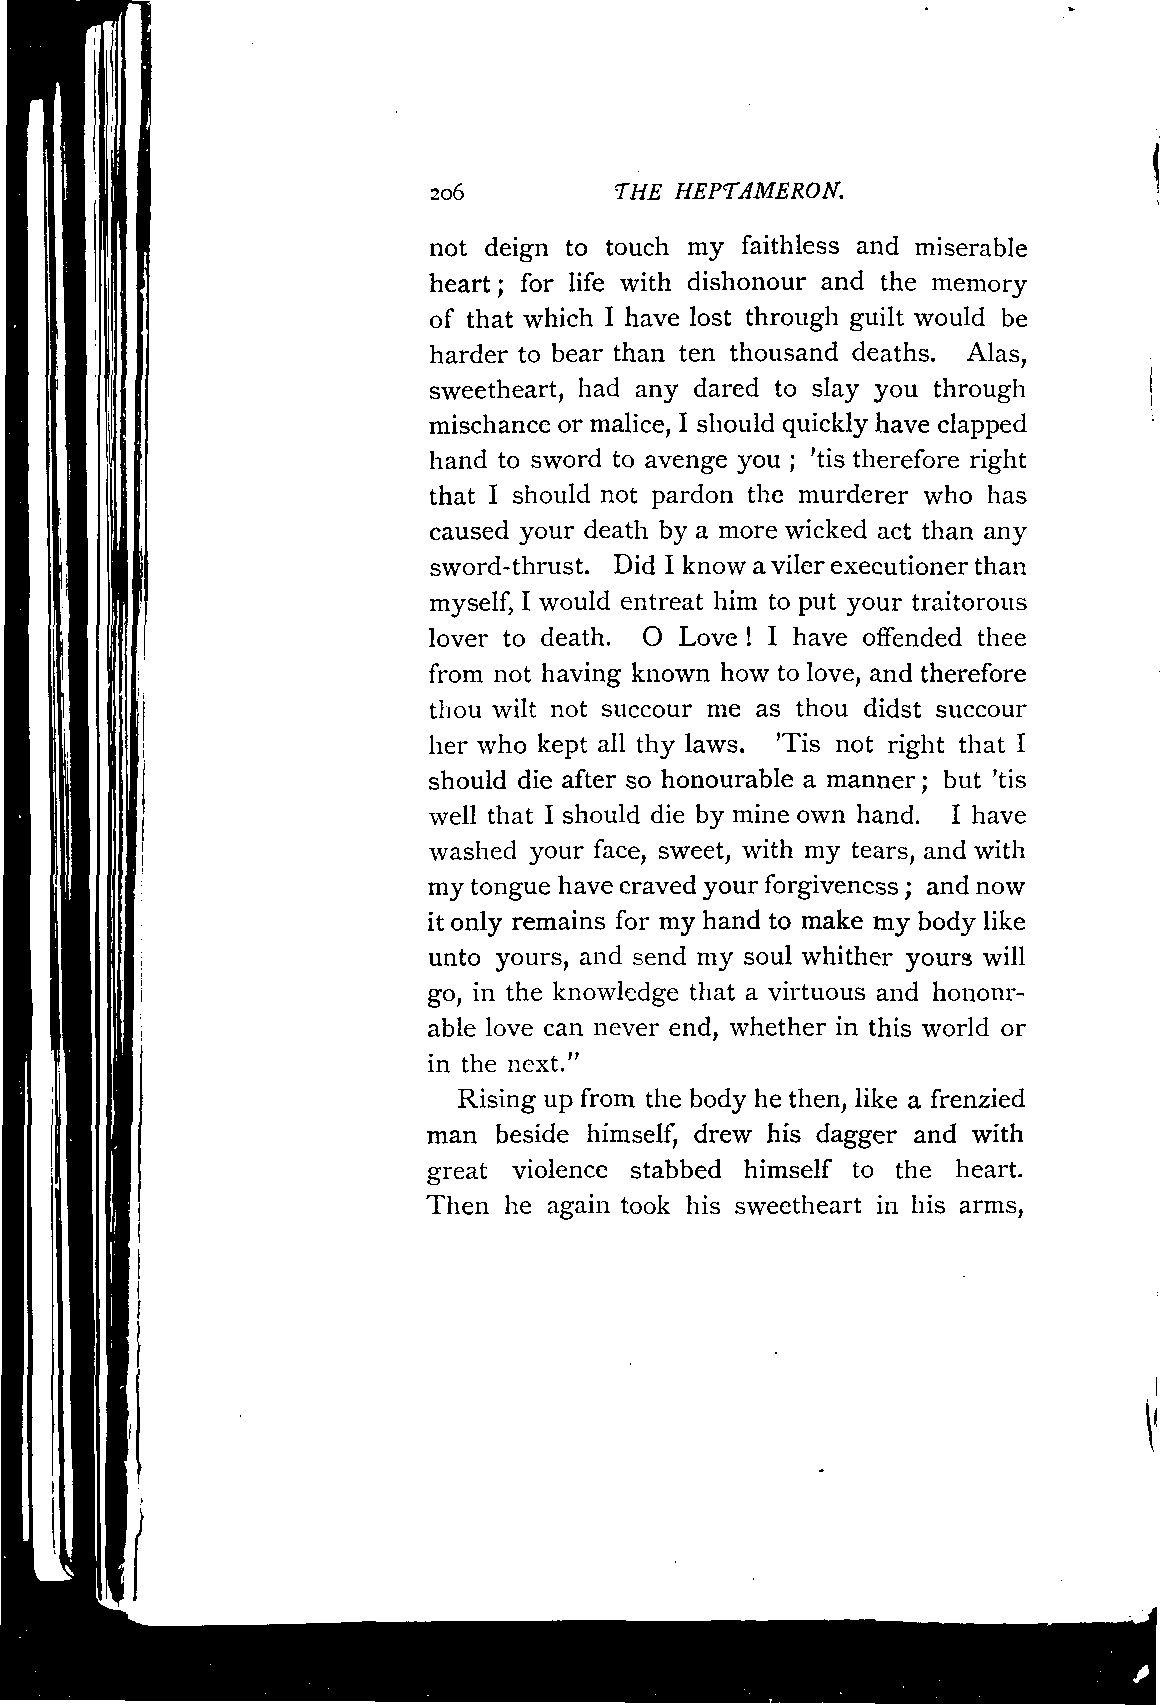 206 THE HEPTAMERON.
not deign to touch my faithless and miserable
heart ; for life with dishonour and the memory
of that which I have lost through guilt would be
harder to bear than ten thousand deaths. Alas,
sweetheart, had any dared to slay you through
mischance or malice, I should quickly have clapped
hand to sword to avenge you ; 'tis therefore right
that I should not pardon the murderer who has
caused your death by a more wicked act than any
sword-thrust. Did I know a viler executioner than
myself, I would entreat him to put your traitorous
lover to death. O Love ! I have offended thee
from not having known how to love, and therefore
thou wilt not succour me as thou didst succour
her who kept all thy laws. 'Tis not right that I
should die after so honourable a manner ; but 'tis
well that I should die by mine own hand. I have
washed your face, sweet, with my tears, and with
my tongue have craved your forgiveness ; and now
it only remains for my hand to make my body like
unto yours, and send my soul whither yours will
go, in the knowledge that a virtuous and honour-
able love can never end, whether in this world or
in the next."
Rising up from the body he then, like a frenzied
man beside himself, drew his dagger and with
great violence stabbed himself to the heart.
Then he again took his sweetheart in his arms,